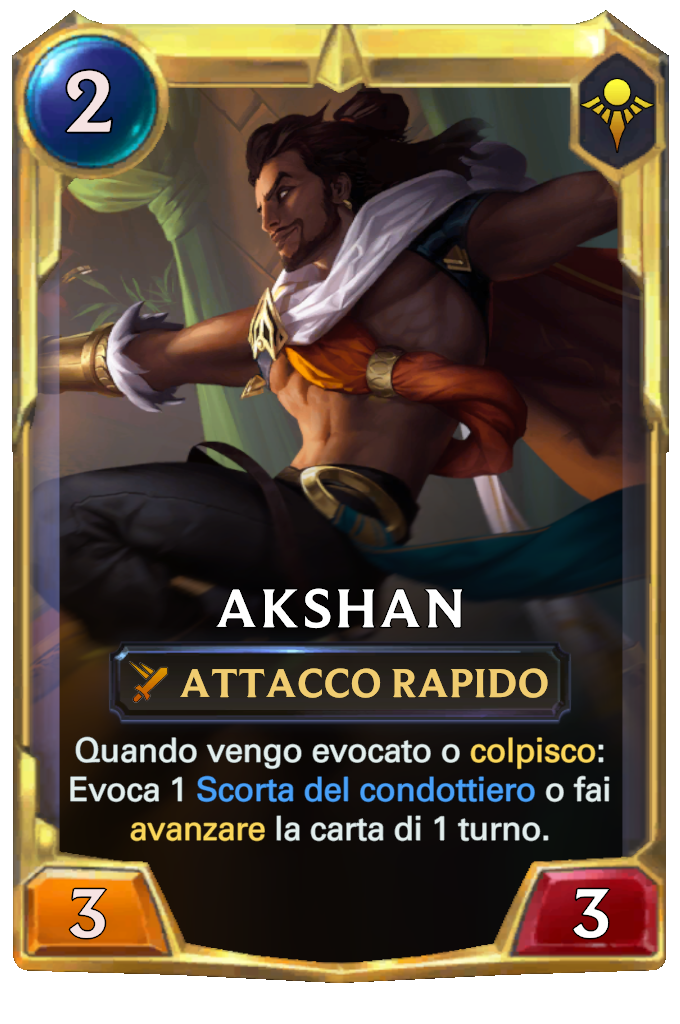 2
AKSHAN
ATTACCO RAPIDO
Quando vengo evocato o colpisco:
Evoca 1 Scorta del condottiero o fai
avanzare la carta di 1 turno.
3
3